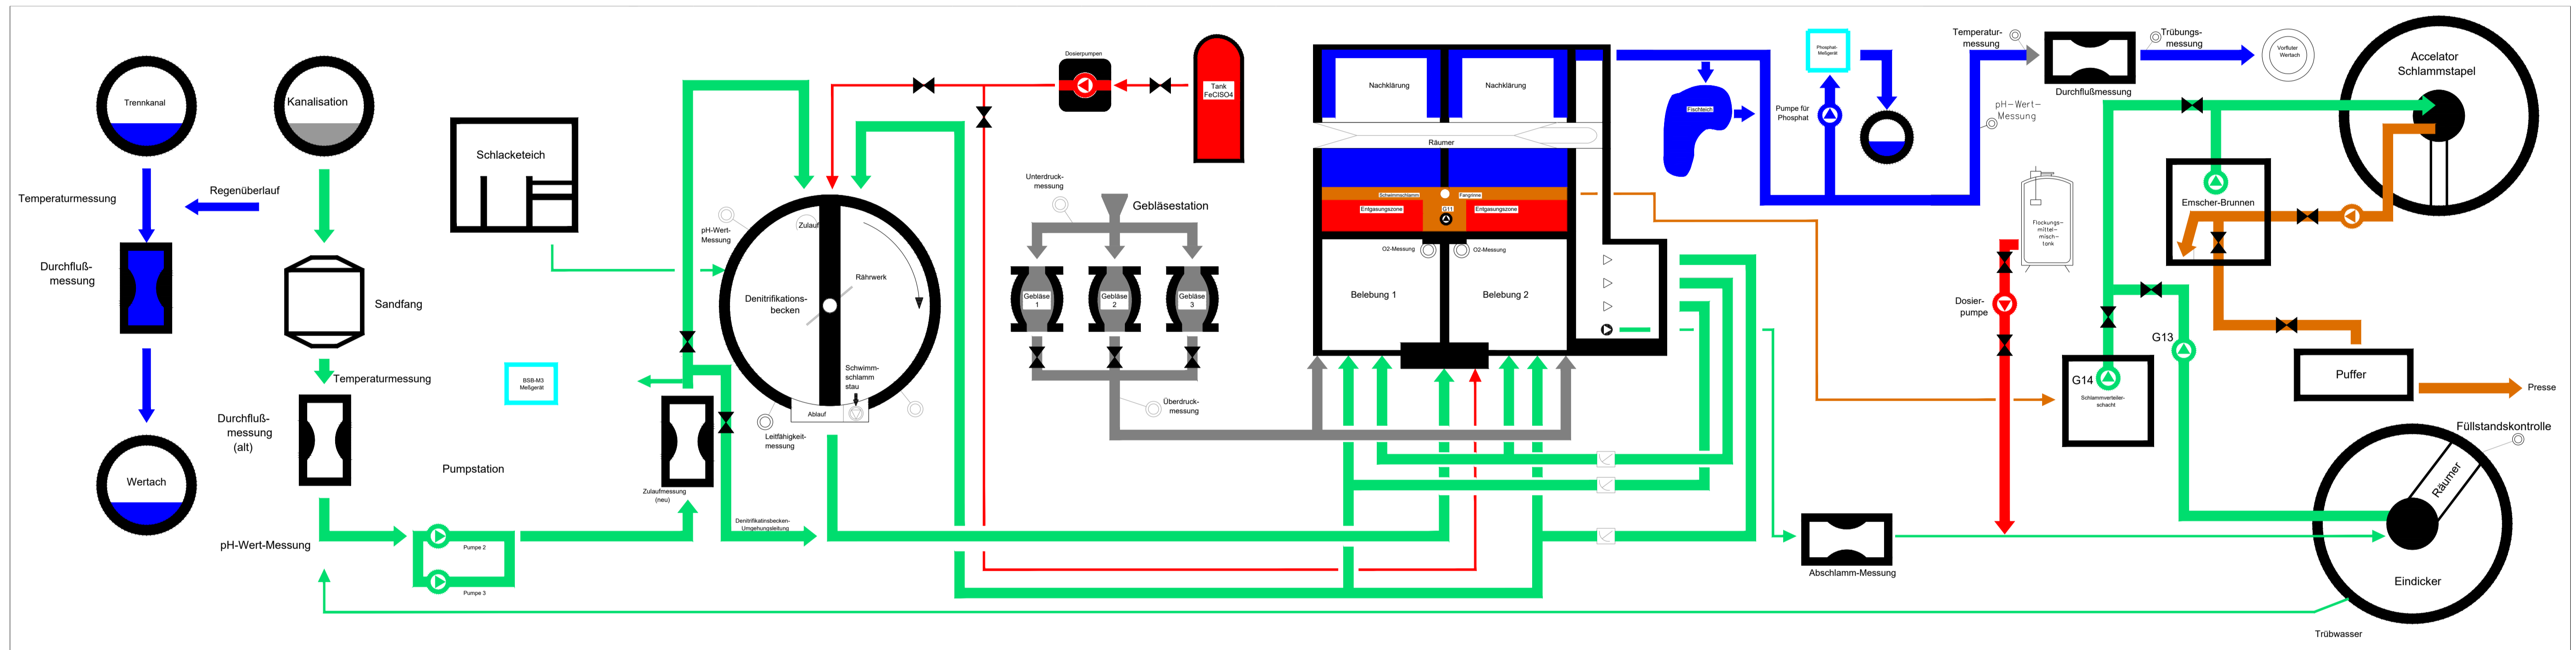 Trennkanal
Kanalisation
Temperaturmessung
Regenüberlauf
Durchfluß-
messung
Sandfang
Wertach
Temperaturmessung
Durchfluß-
messung
(alt)
pH-Wert-Messung
Schlacketeich
BSB-M3
Meßgerät
Pumpstation
Pumpe 2
Pumpe 3
Zulaufmessung
(neu)
Dentrifikatinsbecken-
Umgehungsleitung
pH-Wert-
Messung
Zulauf
Rährwerk
Denitrifikations-
becken
Schwimm-
schlamm
stau
Ablauf
Leitfähigkeit-
messung
Dosierpumpen
Tank
FeClSO4
Unterdruck-
messung
Gebläsestation
Gebläse
1
Gebläse
2
Gebläse
3
Überdruck-
messung
Nachklärung
Nachklärung
Räumer
Schwimmschlamm
Fangrinne
Entgasungszone
G11
Entgasungszone
O2-Messung
O2-Messung
Belebung 1
Belebung 2
Fischteich
Phosphat-
Meßgerät
Pumpe für
Phosphat
Temperatur-
messung
Durchflußmessung
Trübungs-
messung
Vorfluter
Wertach
pH-Wert-
Messung
Accelator
Schlammstapel
Emscher-Brunnen
Flockungs-
mittel-
misch-
tank
Dosier-
pumpe
G13
G14
Schlammverteiler-
schacht
Puffer
Presse
Füllstandskontrolle
Räumer
Eindicker
Abschlamm-Messung
Trübwasser